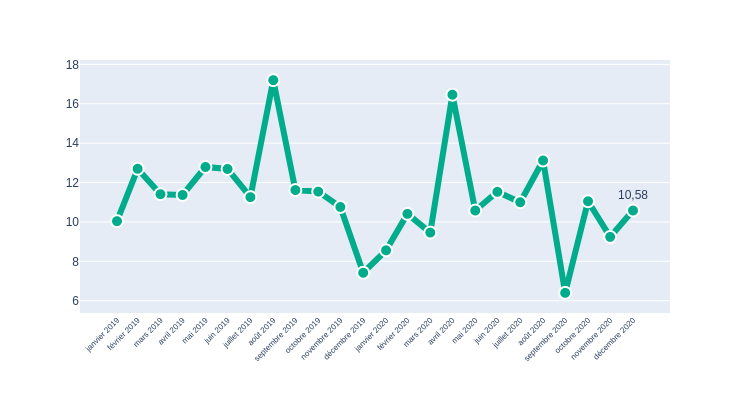 18
16
14
12
10
8
6
10,58
janvier 2019
février 2019
mars 2019
avril 2019
mai 2019
juin 2019
juillet 2019
août 2019
septembre 2019
octobre 2019
novembre 2019
décembre 2019
janvier 2020
février 2020
mars 2020
avril 2020
mai 2020
juin 2020
juillet 2020
août 2020
septembre 2020
octobre 2020
novembre 2020
décembre 2020